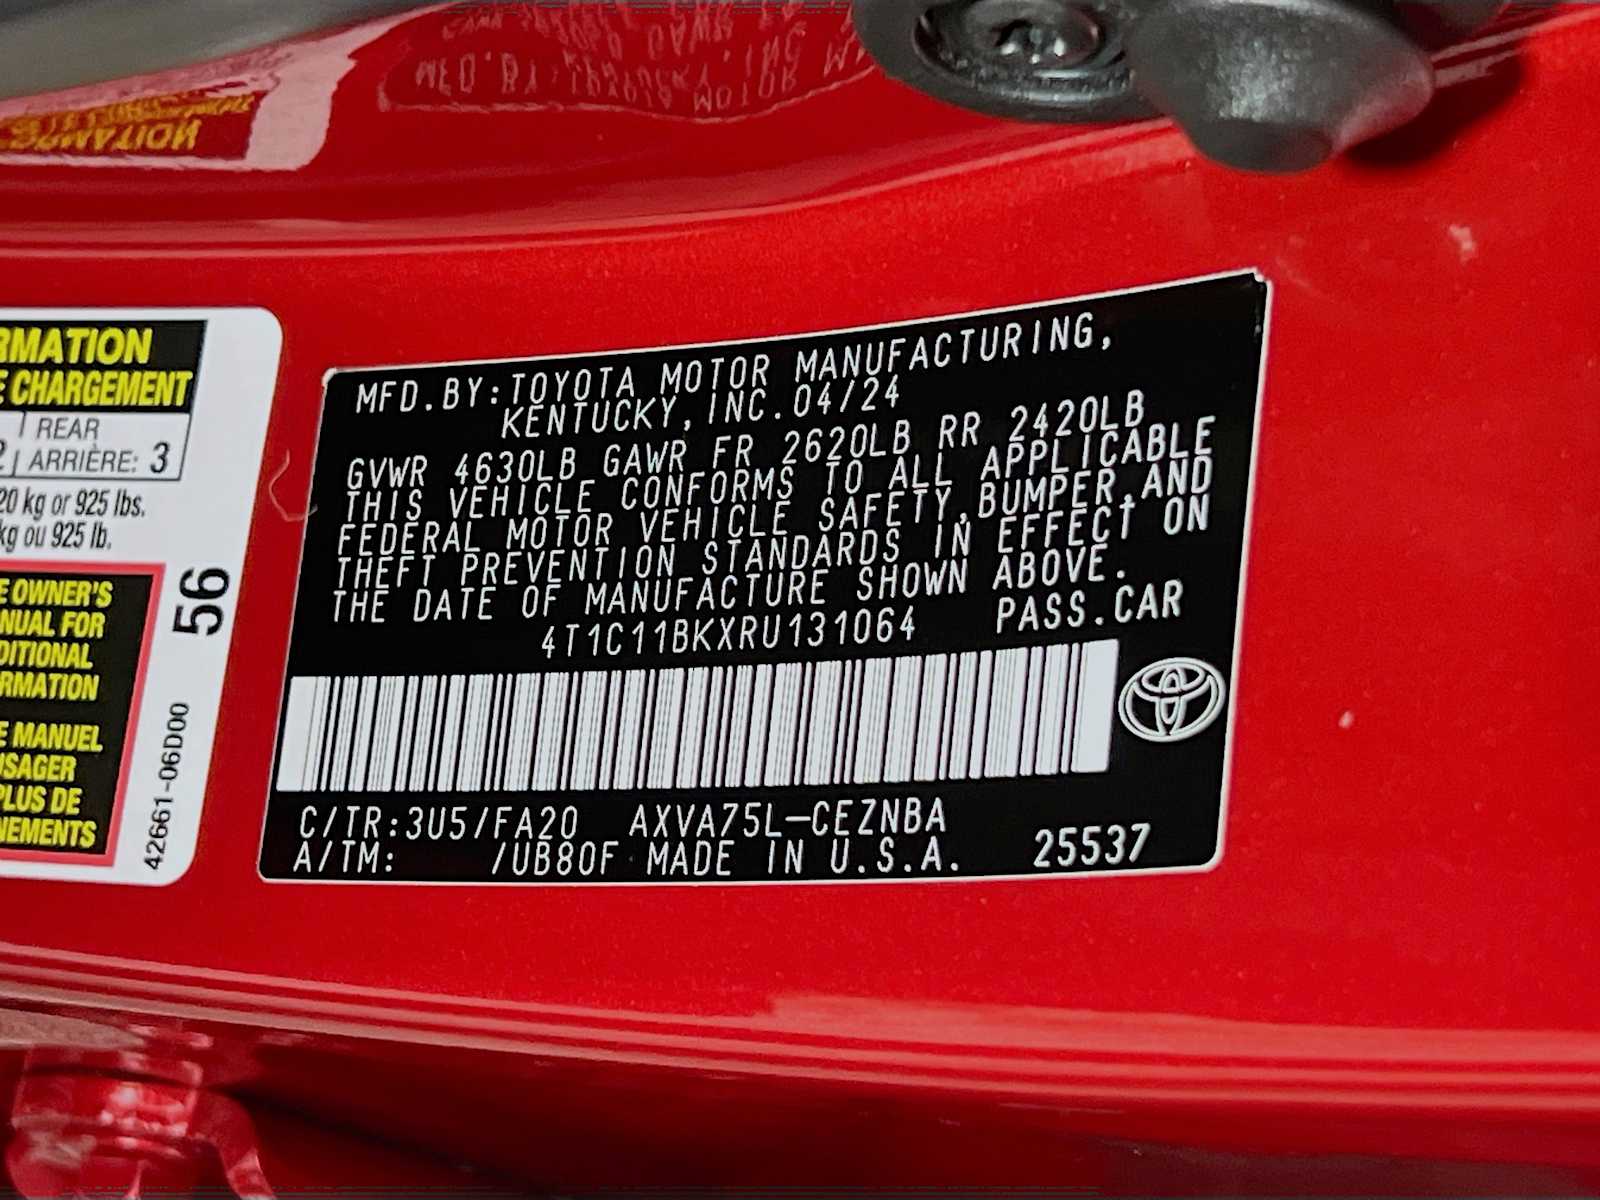 RMATION
E CHARGEMENT
REAR
ARRIÈRE: 3
20 kg or 925 lbs.
kg ou 925 lb.
E OWNER'S
NUAL FOR
DITIONAL
RMATION
E MANUEL
USAGER
PLUS DE
NEMENTS
56
42661-06D00
MFD.BY:TOYOTA MOTOR MANUFACTURING,
KENTUCKY,INC.04/24
GVWR 4630LB GAWR FR 2620LB RR 2420LB
THIS VEHICLE CONFORMS TO ALL APPLICABLE
FEDERAL MOTOR VEHICLE SAFETY,BUMPER,AND
THEFT PREVENTION STANDARDS IN EFFECT ON
THE DATE OF MANUFACTURE SHOWN ABOVE.
4T1C11BKXRU131064 PASS.CAR
C/TR:3U5/FA20 AXVA75L-CEZNBA
A/TM: /UB80F MADE IN U.S.A. 25537